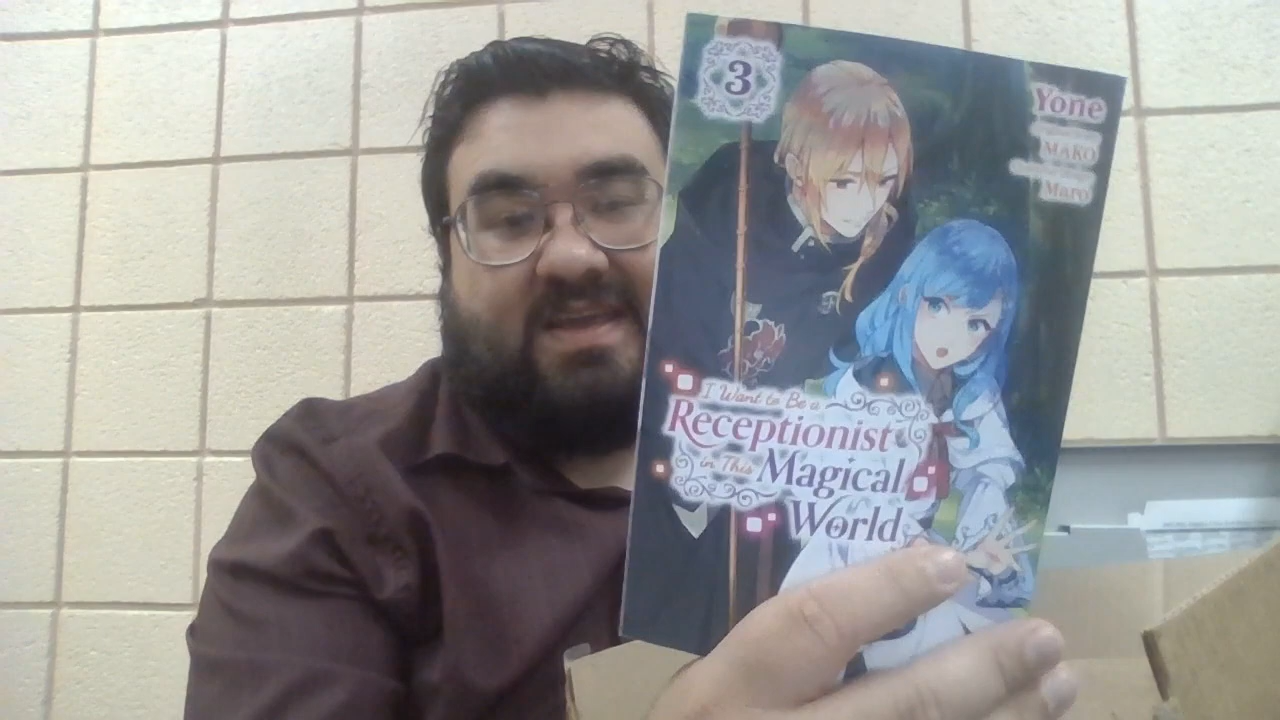 3
Yone
MAKO
Maro
I Want to Be a
Receptionist
in This Magical
World